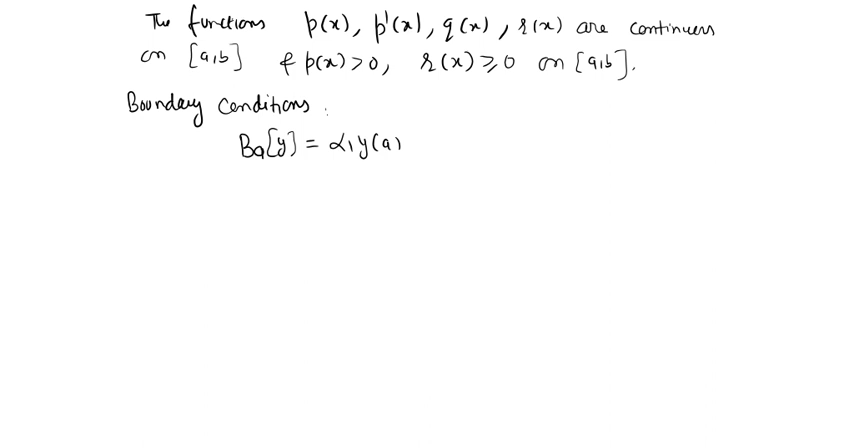 The functions p(x), p'(x), q(x), r(x) are continuous
on [a,b] & p(x) > 0, r(x) ≥ 0 on [a,b].
Boundary Conditions :
Ba[y] = α₁y(a)